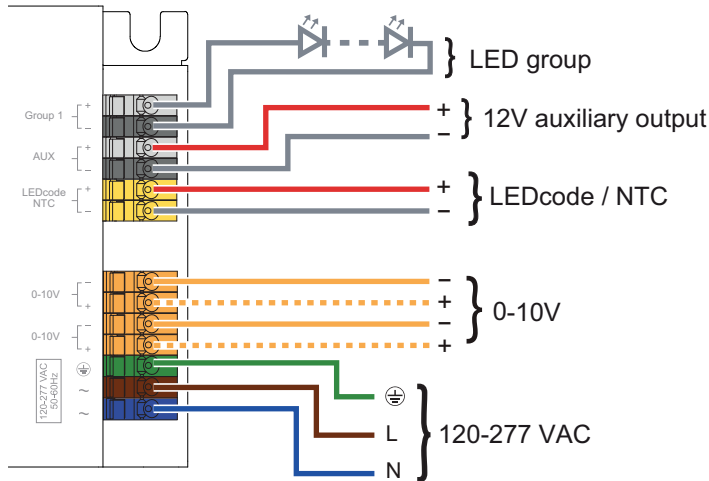 LED group
Group 1
+
−
+
−
12V auxiliary output
AUX
+
−
LEDcode
NTC
+
−
+
−
LEDcode / NTC
+
−
0-10V
−
+
−
+
0-10V
0-10V
−
+
−
+
120-277 VAC
50-60Hz
~
~
L
N
120-277 VAC